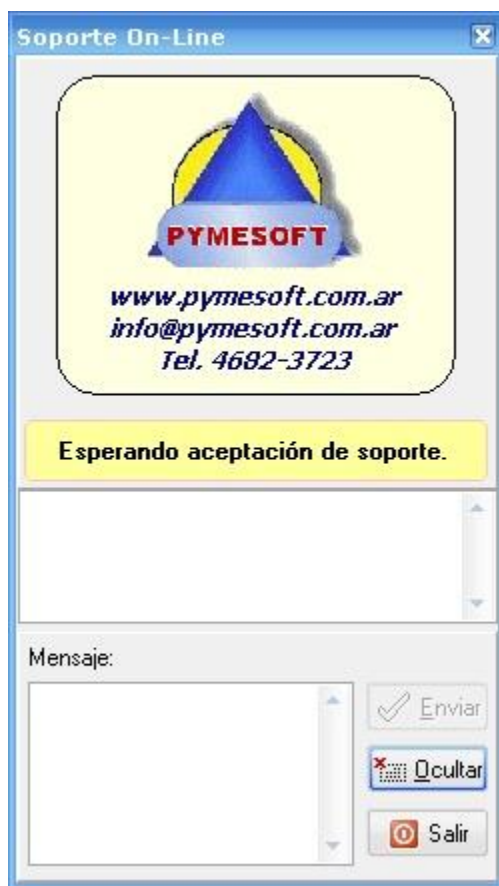 Soporte On-Line
PYMESOFT
www.pymesoft.com.ar
info@pymesoft.com.ar
Tel. 4692-3723
Esperando aceptación de soporte.
Mensaje:
Enviar
Ocultar
Salir